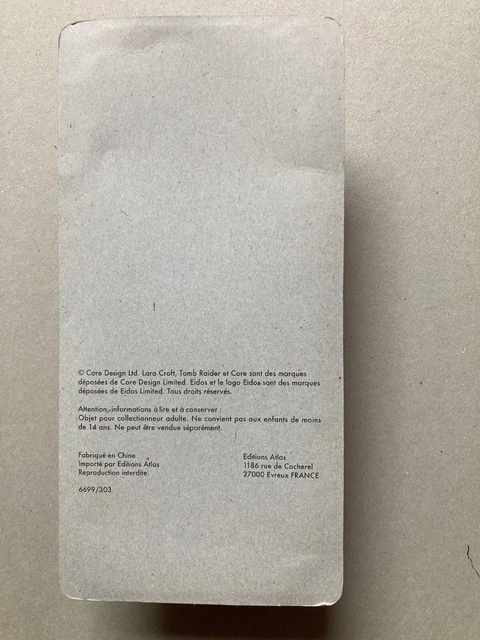 © Core Design Ltd. Lara Croft, Tomb Raider et Core sont des marques
déposées de Core Design Limited. Eidos et le logo Eidos sont des marques
déposées de Eidos Limited. Tous droits réservés.
Attention, informations à lire et à conserver :
Objet pour collectionneur adulte. Ne convient pas aux enfants de moins
de 14 ans. Ne peut être vendue séparément.
Fabriqué en Chine
Importé par Editions Atlas
Reproduction interdite.
6699/303
Editions Atlas
1186 rue de Cocherel
27000 Evreux FRANCE